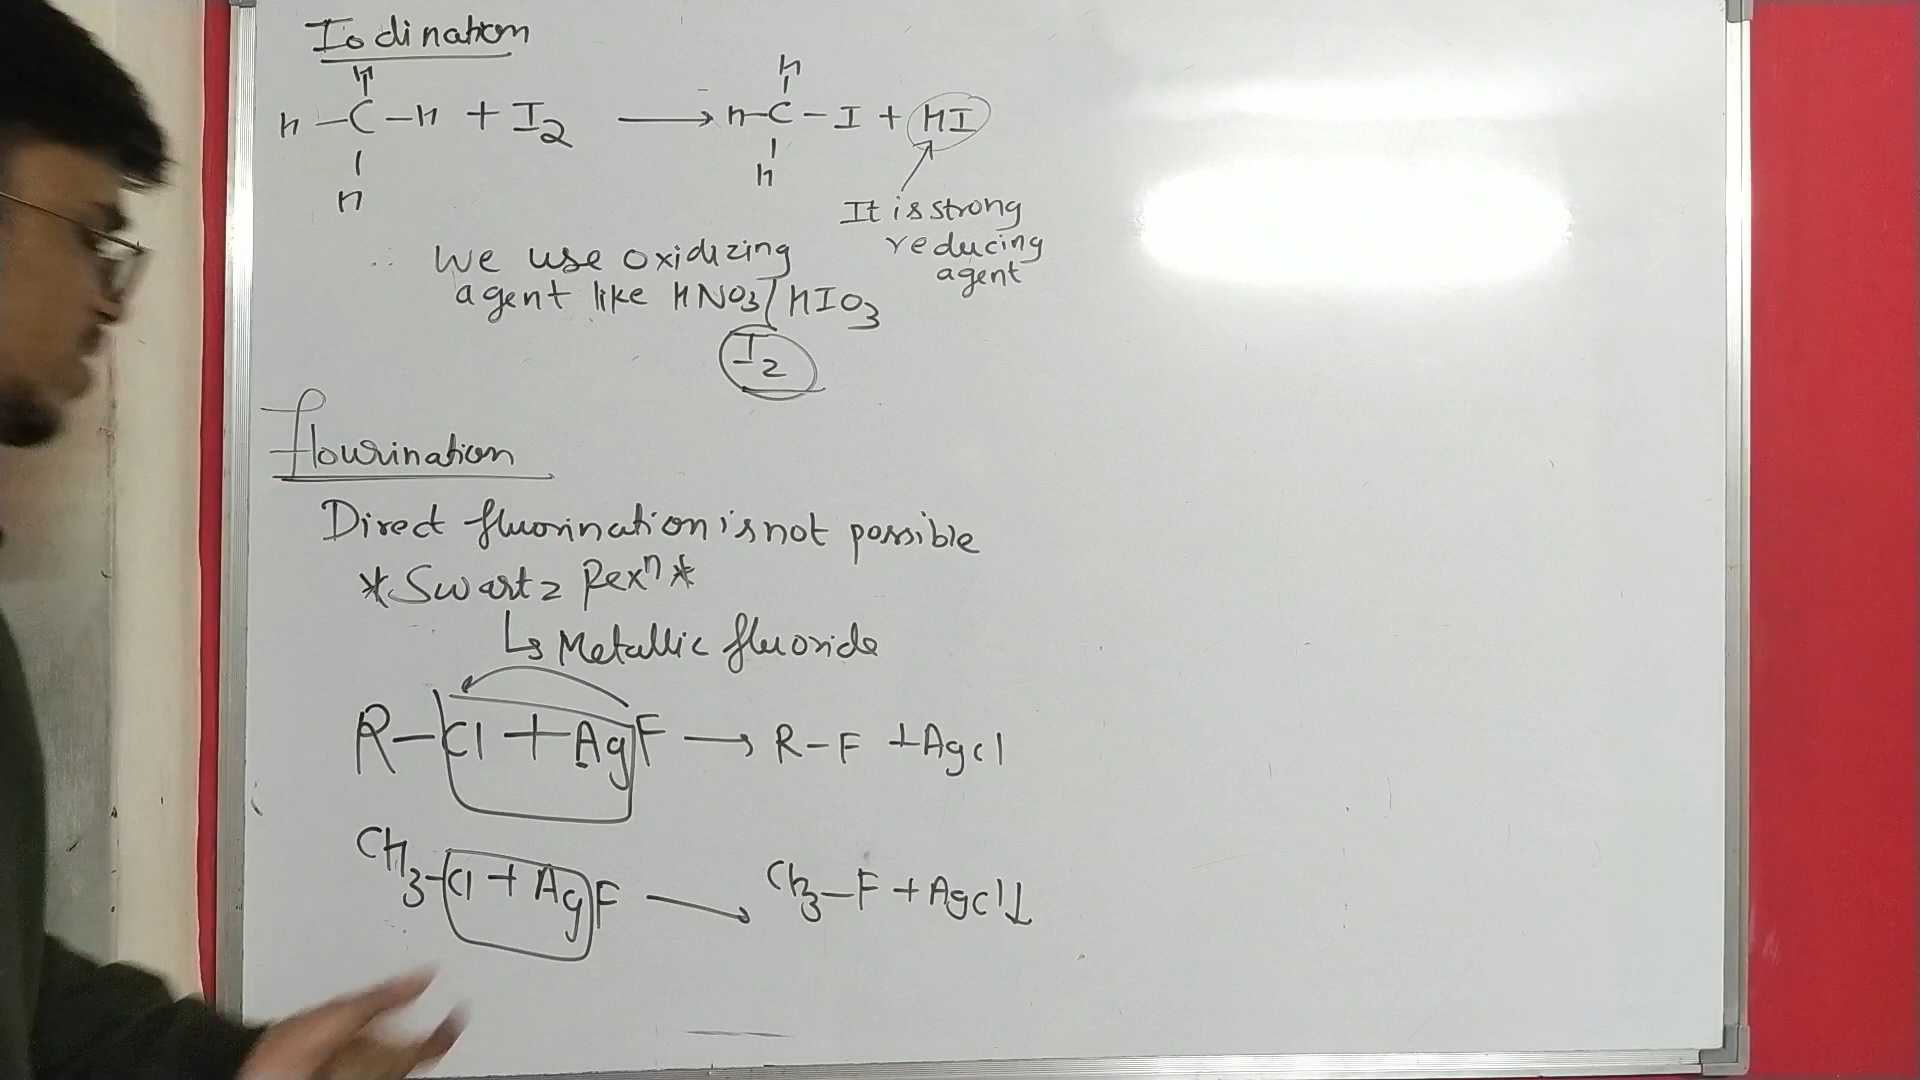 Iodination
H
H - C - H + I2 → H - C - I + HI
H
H
H
It is strong
reducing
agent
∴ We use oxidizing
agent like HNO3/HIO3
I2
flourination
Direct fluorination is not possible
*Swartz Rexn*
↳ Metallic fluoride
R-Cl + AgF → R-F + AgCl
CH3-Cl + AgF → CH3-F + AgCl↓